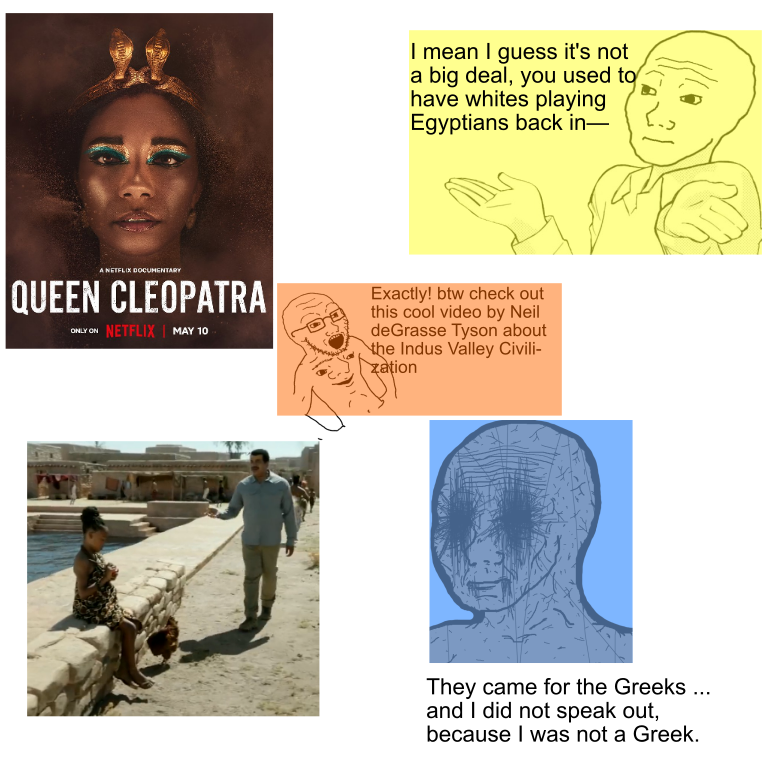 A NETFLIX DOCUMENTARY
QUEEN CLEOPATRA
ONLY ON NETFLIX | MAY 10
I mean I guess it's not
a big deal, you used to
have whites playing
Egyptians back in—
Exactly! btw check out
this cool video by Neil
deGrasse Tyson about
the Indus Valley Civili-
zation
They came for the Greeks ...
and I did not speak out,
because I was not a Greek.